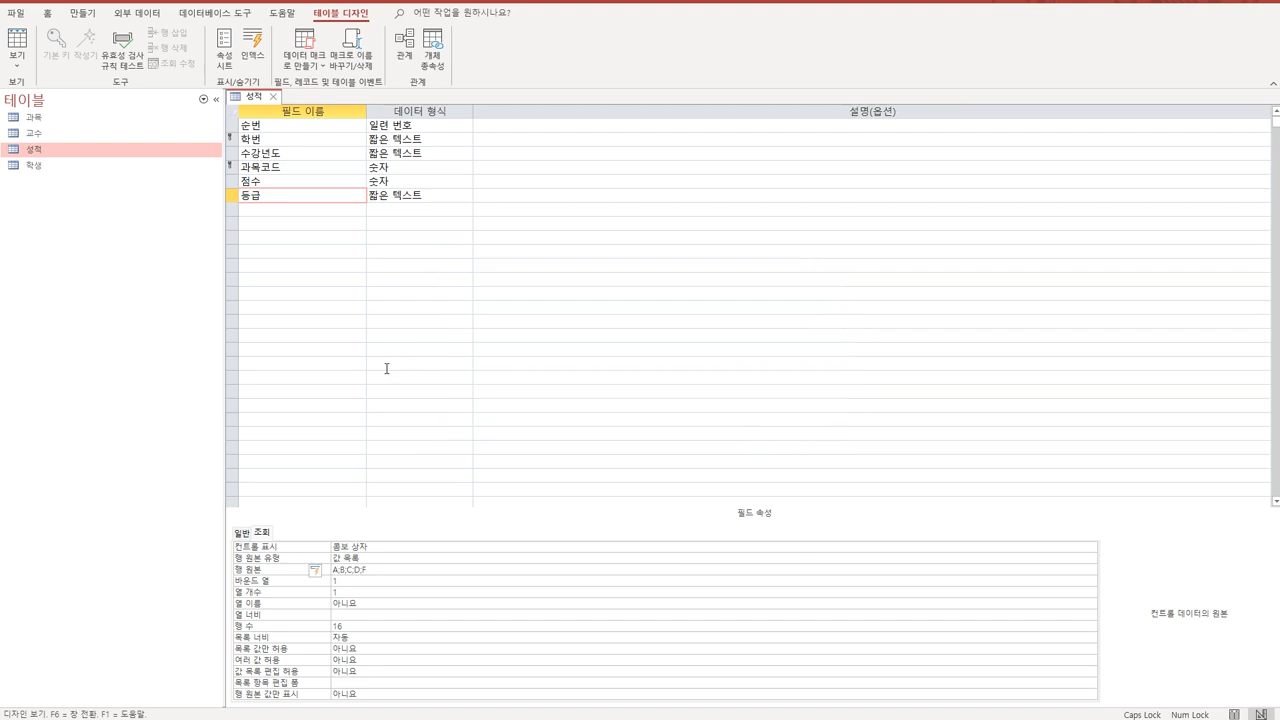 파일 홈 만들기 외부 데이터 데이터베이스 도구 도움말 테이블 디자인 어떤 작업을 원하시나요?
보기
기본 키
작성기
유효성 검사
규칙 테스트
행 삽입
행 삭제
조회 수정
속성
시트
인덱스
데이터 매크
로 만들기
매크로 이름
바꾸기/삭제
관계
개체
종속성
보기 도구 표시/숨기기 필드, 레코드 및 테이블 이벤트 관계
테이블
과목
교수
성적
학생
성적
필드 이름 데이터 형식 설명(옵션)
순번 일련 번호
학번 짧은 텍스트
수강년도 짧은 텍스트
과목코드 숫자
점수 숫자
등급 짧은 텍스트
필드 속성
일반 조회
컨트롤 표시 콤보 상자
행 원본 유형 값 목록
행 원본 A;B;C;D;F
바운드 열 1
열 개수 1
열 이름 아니요
열 너비
행 수 16
목록 너비 자동
목록 값만 허용 아니요
여러 값 허용 아니요
값 목록 편집 허용 아니요
목록 항목 편집 폼
행 원본 값만 표시 아니요
컨트롤 데이터의 원본
디자인 보기. F6 = 창 전환. F1 = 도움말. Caps Lock Num Lock